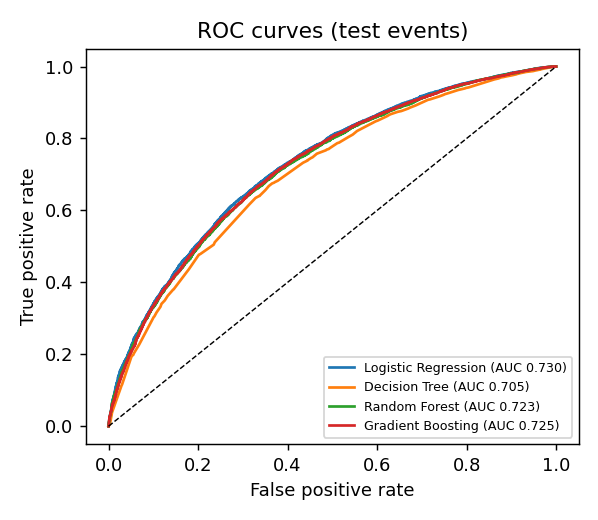 ROC curves (test events)
True positive rate
1.0
0.8
0.6
0.4
0.2
0.0
Logistic Regression (AUC 0.730)
Decision Tree (AUC 0.705)
Random Forest (AUC 0.723)
Gradient Boosting (AUC 0.725)
0.0 0.2 0.4 0.6 0.8 1.0
False positive rate